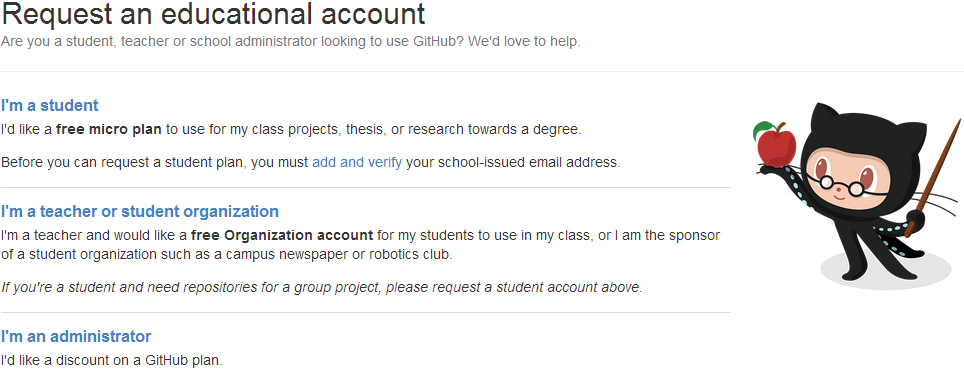 Request an educational account
Are you a student, teacher or school administrator looking to use GitHub? We'd love to help.
I'm a student
I'd like a free micro plan to use for my class projects, thesis, or research towards a degree.
Before you can request a student plan, you must add and verify your school-issued email address.
I'm a teacher or student organization
I'm a teacher and would like a free Organization account for my students to use in my class, or I am the sponsor
of a student organization such as a campus newspaper or robotics club.
If you're a student and need repositories for a group project, please request a student account above.
I'm an administrator
I'd like a discount on a GitHub plan.